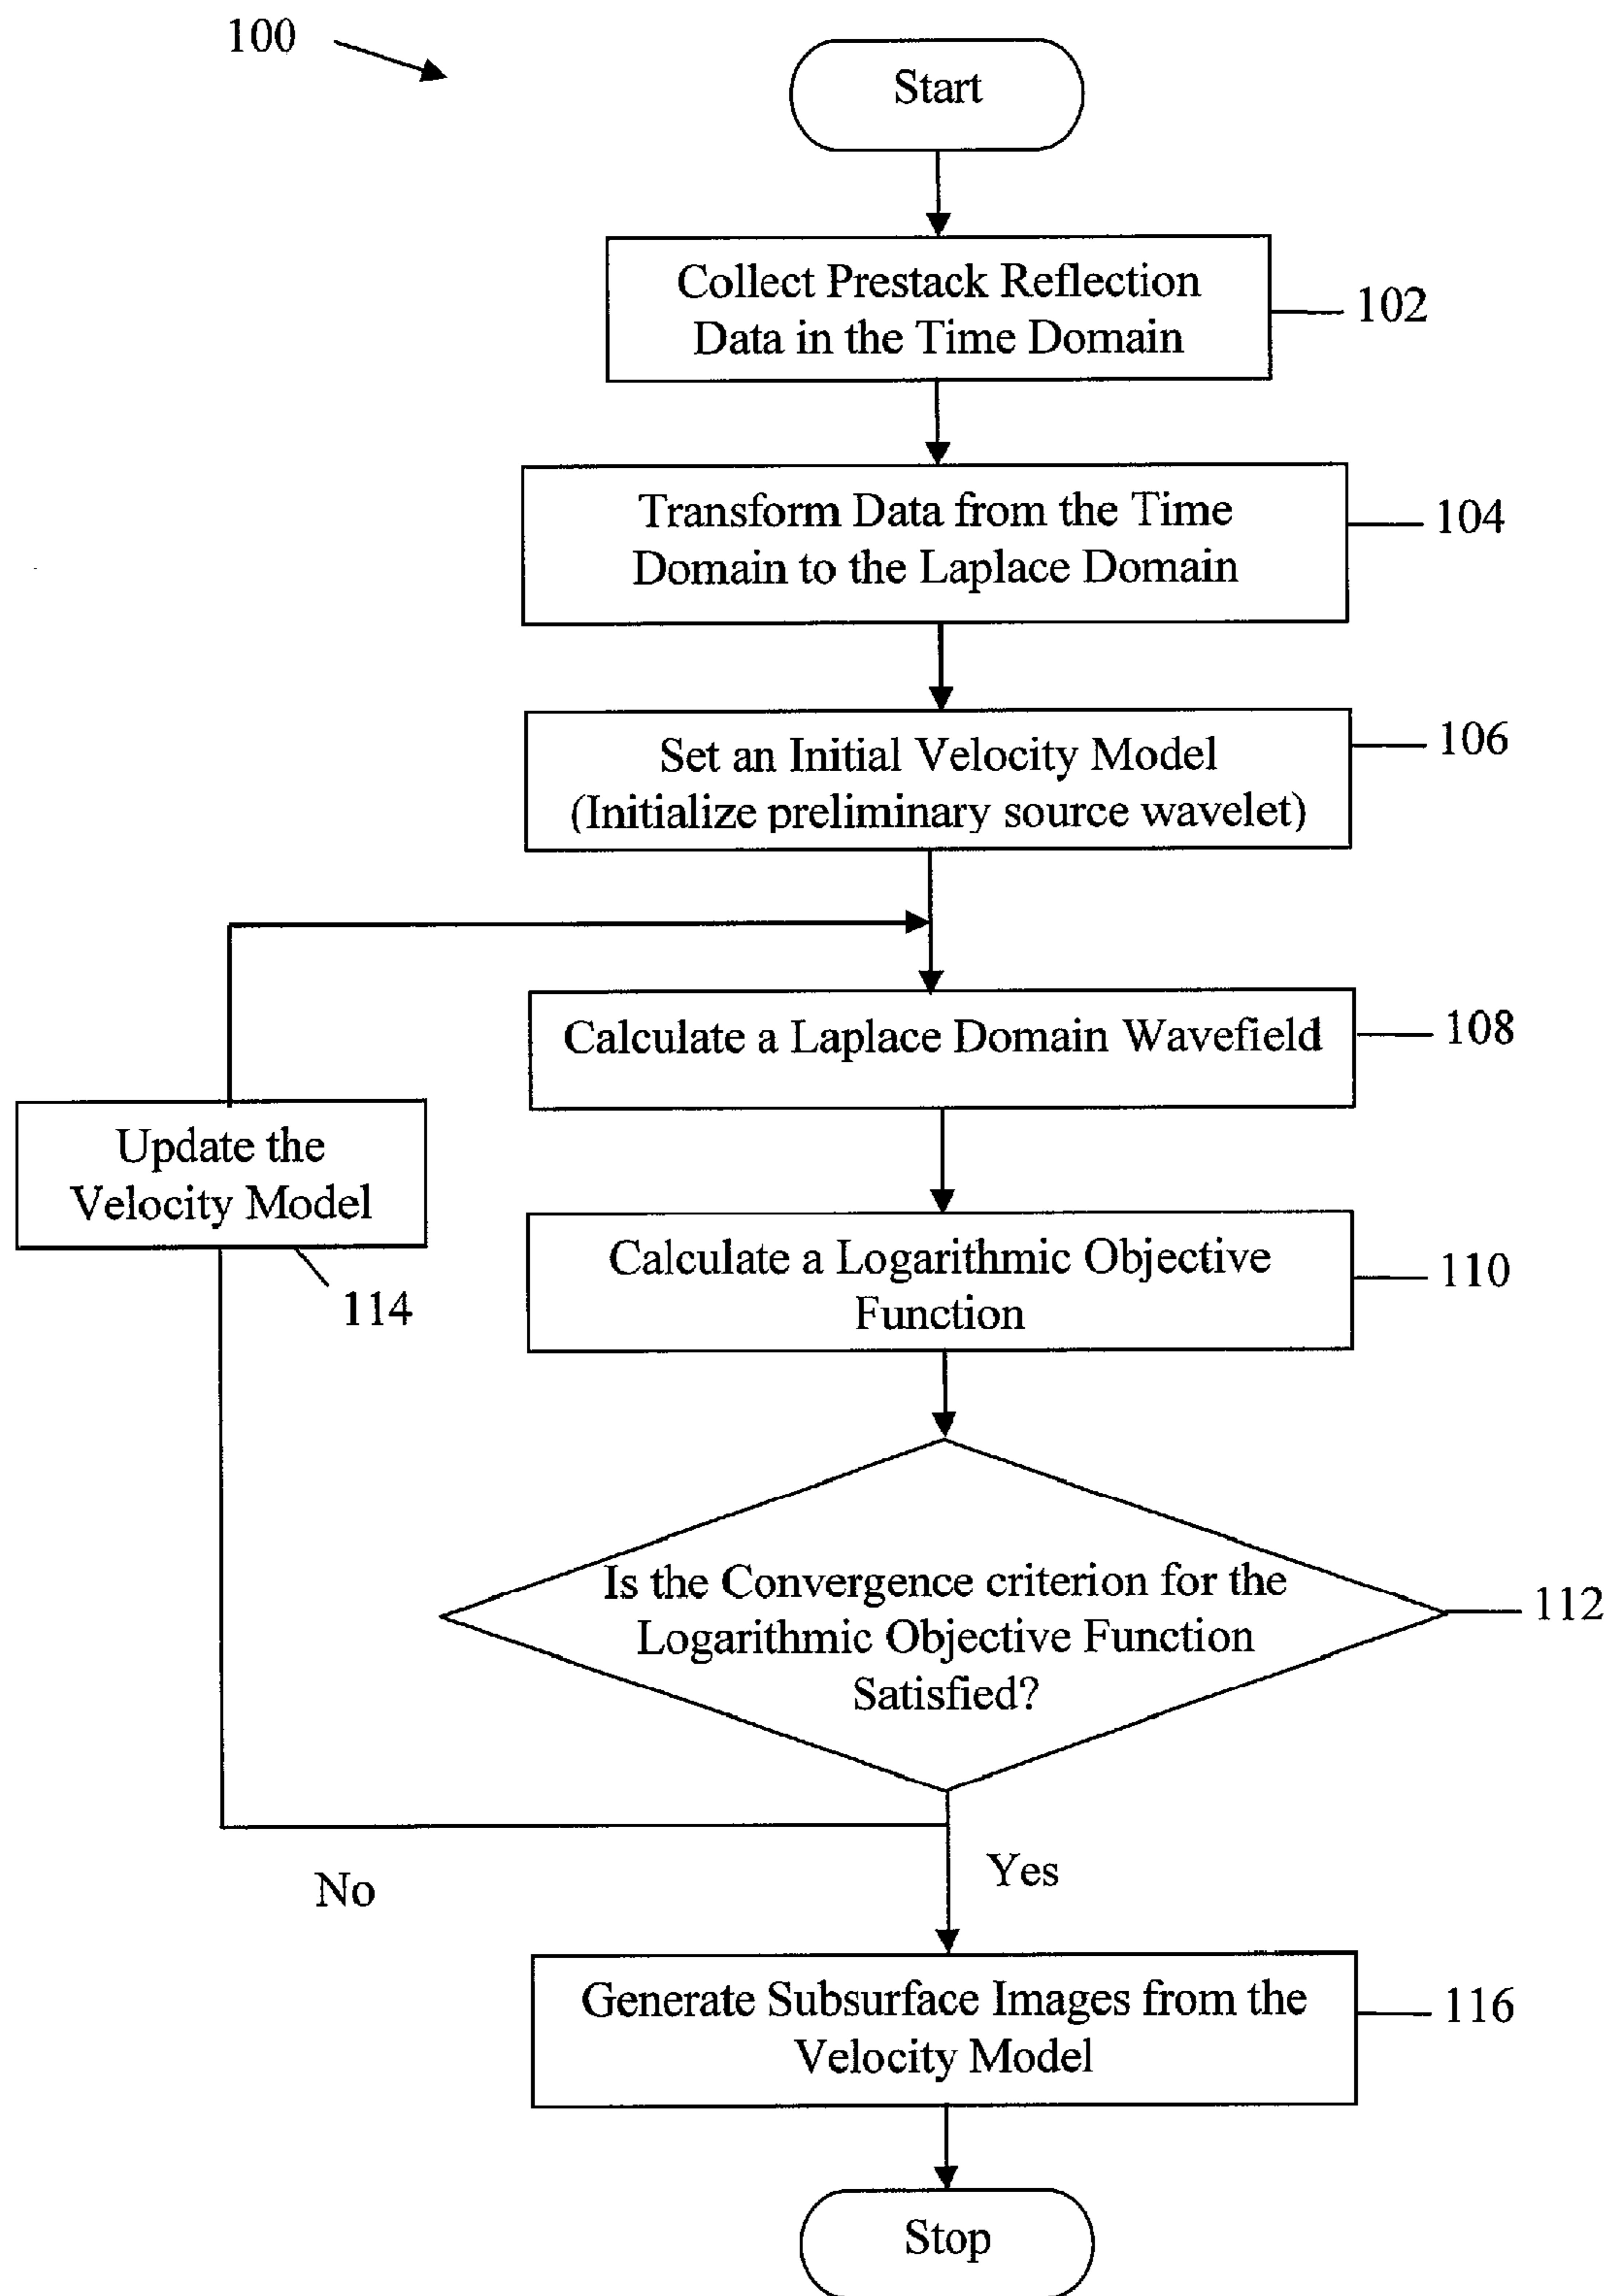 100
Start
Collect Prestack Reflection
Data in the Time Domain
102
Transform Data from the Time
Domain to the Laplace Domain
104
Set an Initial Velocity Model
(Initialize preliminary source wavelet)
106
Calculate a Laplace Domain Wavefield
108
Update the
Velocity Model
114
Calculate a Logarithmic Objective
Function
110
Is the Convergence criterion for the
Logarithmic Objective Function
Satisfied?
112
No
Yes
Generate Subsurface Images from the
Velocity Model
116
Stop